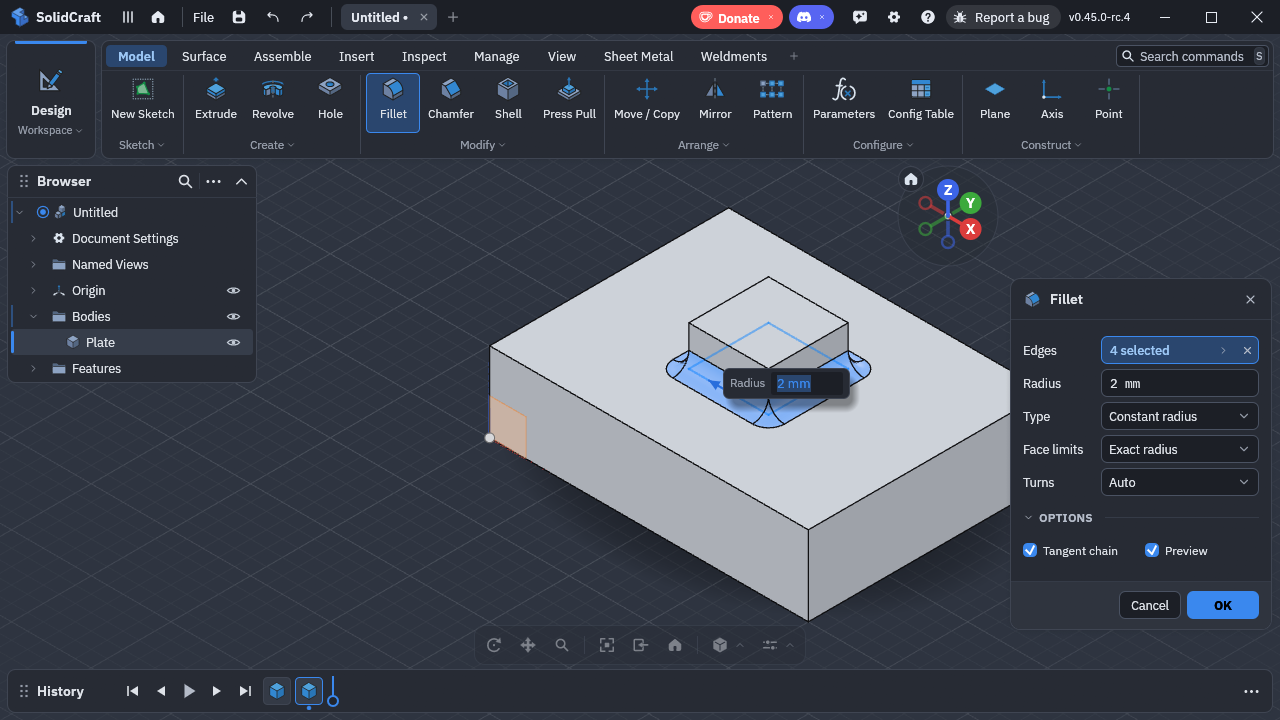 SolidCraft
File
Untitled •
Donate
Report a bug
v0.45.0-rc.4
Design
Workspace
Model
Surface
Assemble
Insert
Inspect
Manage
View
Sheet Metal
Weldments
Search commands
S
New Sketch
Extrude
Revolve
Hole
Fillet
Chamfer
Shell
Press Pull
Move / Copy
Mirror
Pattern
Parameters
Config Table
Plane
Axis
Point
Sketch
Create
Modify
Arrange
Configure
Construct
Browser
Untitled
Document Settings
Named Views
Origin
Bodies
Plate
Features
Z
Y
X
Radius 2 mm
Fillet
Edges 4 selected
Radius 2 mm
Type Constant radius
Face limits Exact radius
Turns Auto
OPTIONS
Tangent chain
Preview
Cancel
OK
History